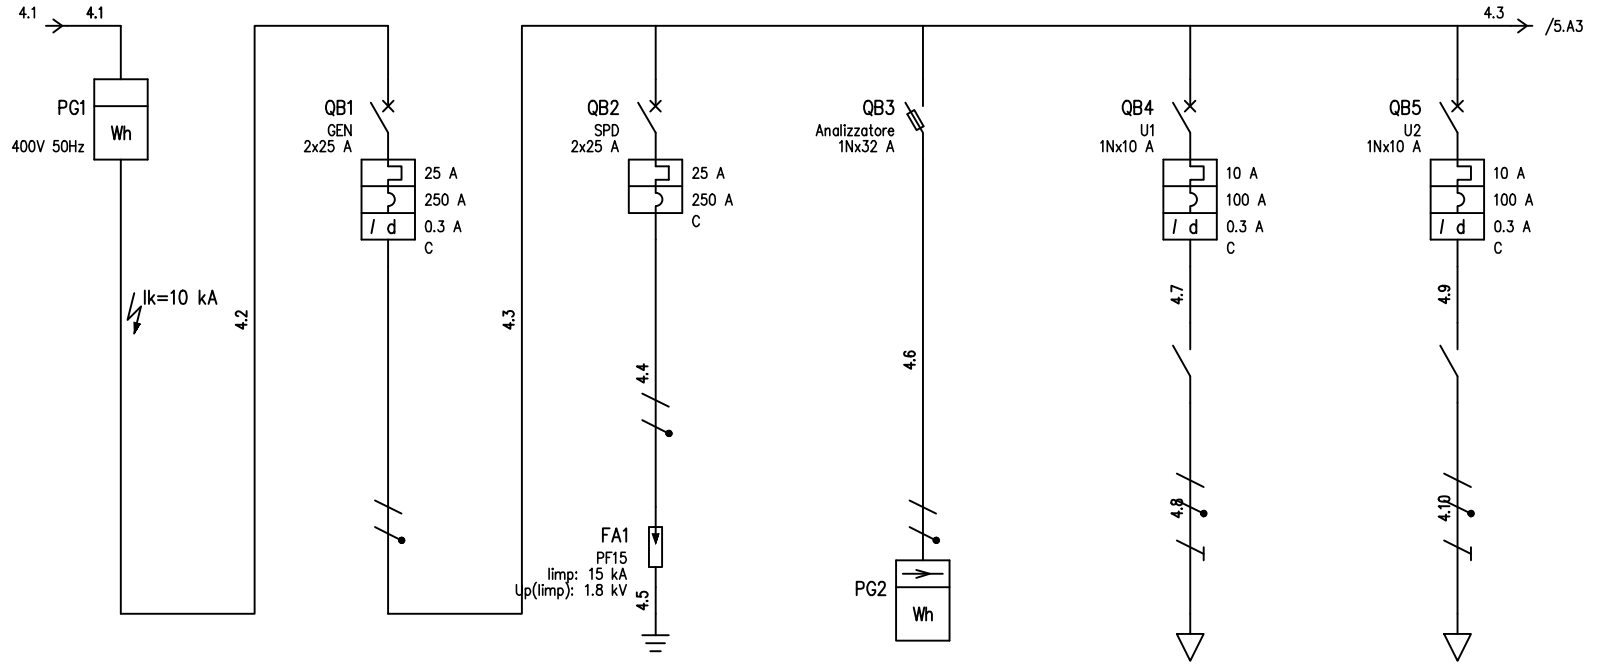 4.1
4.1
4.3
/5.A3
PG1
Wh
400V 50Hz
QB1
GEN
2x25 A
25 A
250 A
I d
0.3 A
C
QB2
SPD
2x25 A
25 A
250 A
C
QB3
Analizzatore
1Nx32 A
QB4
U1
1Nx10 A
10 A
100 A
I d
0.3 A
C
QB5
U2
1Nx10 A
10 A
100 A
I d
0.3 A
C
Ik=10 kA
4.2
4.3
4.4
4.6
4.7
4.9
4.8
4.10
FA1
PF15
Iimp: 15 kA
Up(Iimp): 1.8 kV
4.5
PG2
Wh